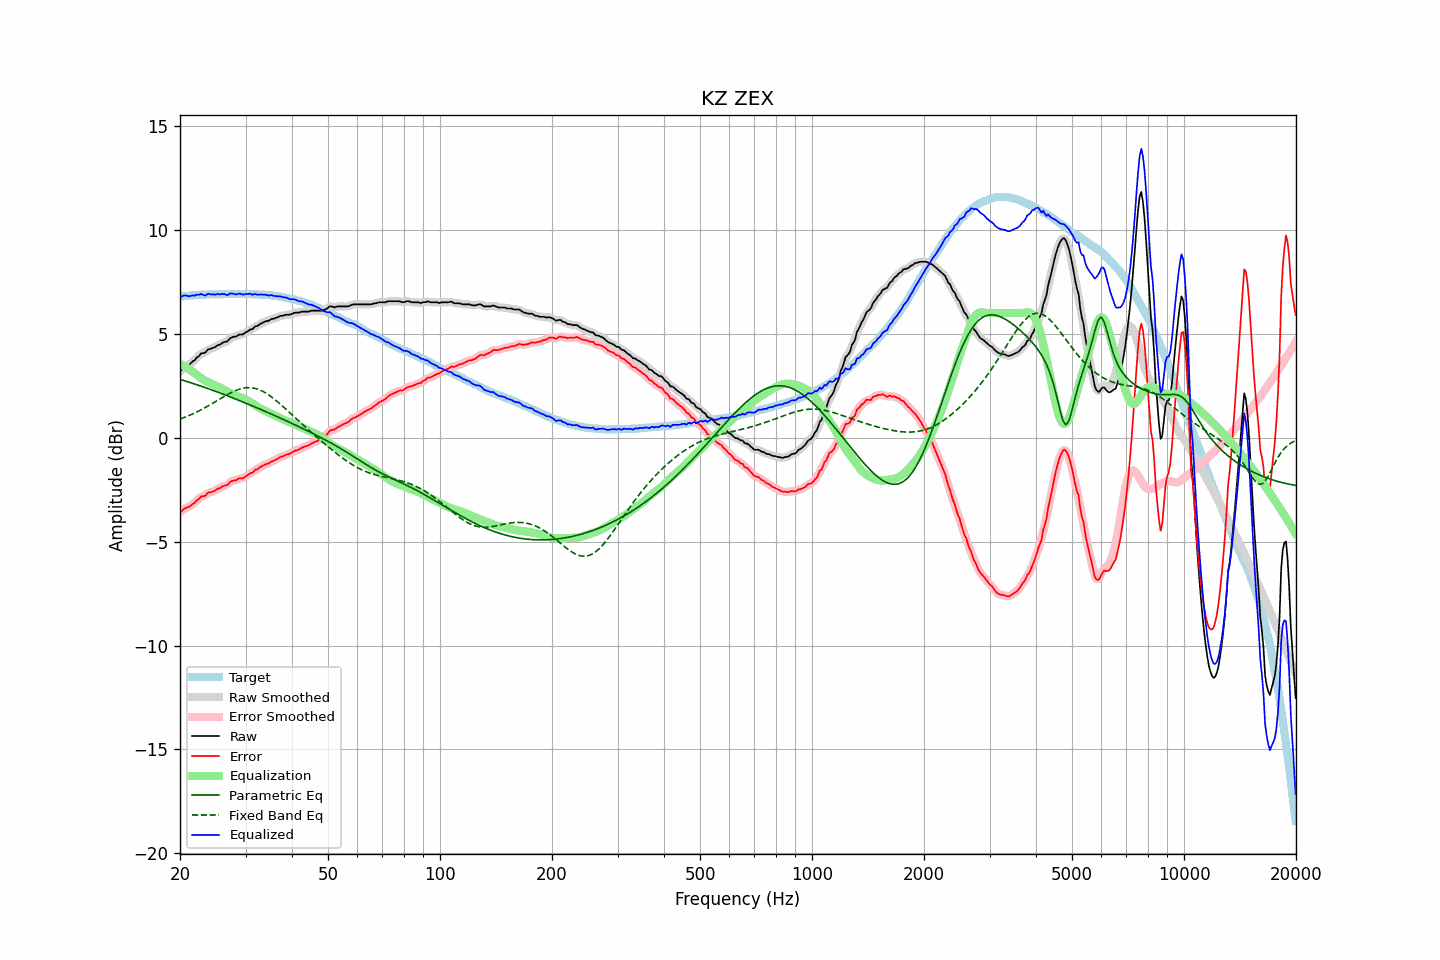 KZ ZEX
15
10
5
0
−5
−10
−15
−20
Amplitude (dBr)
Target
Raw Smoothed
Error Smoothed
Raw
Error
Equalization
Parametric Eq
Fixed Band Eq
Equalized
20 50 100 200 500 1000 2000 5000 10000 20000
Frequency (Hz)